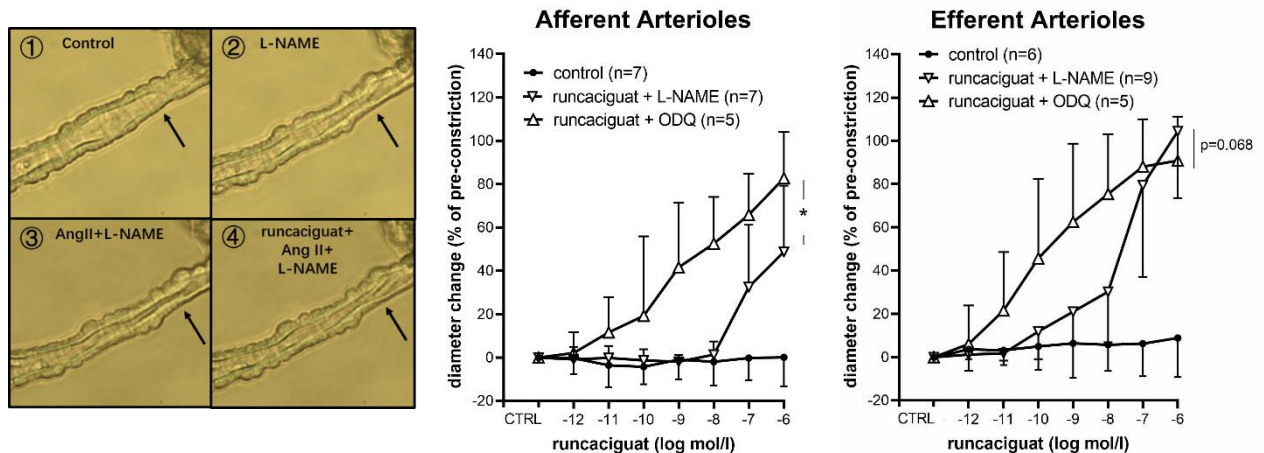 ① Control
② L-NAME
③ AngII+L-NAME
④ runcaciguat+
Ang II+
L-NAME
Afferent Arterioles
diameter change (% of pre-constriction)
140
120
100
80
60
40
20
0
-20
control (n=7)
runcaciguat + L-NAME (n=7)
runcaciguat + ODQ (n=5)
*
CTRL -12 -11 -10 -9 -8 -7 -6
runcaciguat (log mol/l)
Efferent Arterioles
diameter change (% of pre-constriction)
140
120
100
80
60
40
20
0
-20
control (n=6)
runcaciguat + L-NAME (n=9)
runcaciguat + ODQ (n=5)
p=0.068
CTRL -12 -11 -10 -9 -8 -7 -6
runcaciguat (log mol/l)